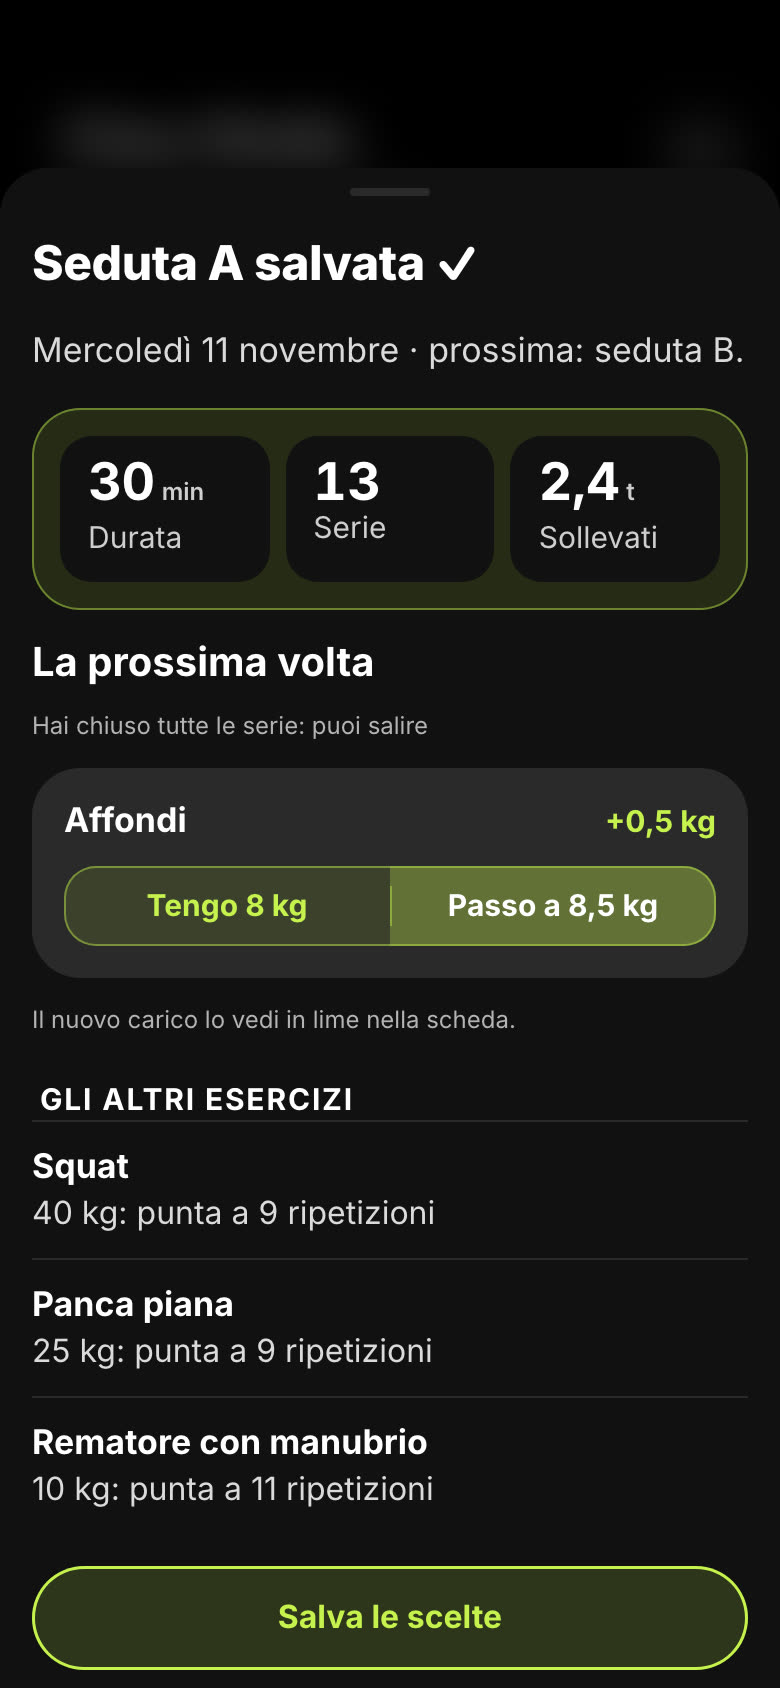 Seduta A salvata ✓
Mercoledì 11 novembre · prossima: seduta B.
30 min
Durata
13
Serie
2,4 t
Sollevati
La prossima volta
Hai chiuso tutte le serie: puoi salire
Affondi
+0,5 kg
Tengo 8 kg
Passo a 8,5 kg
Il nuovo carico lo vedi in lime nella scheda.
GLI ALTRI ESERCIZI
Squat
40 kg: punta a 9 ripetizioni
Panca piana
25 kg: punta a 9 ripetizioni
Rematore con manubrio
10 kg: punta a 11 ripetizioni
Salva le scelte